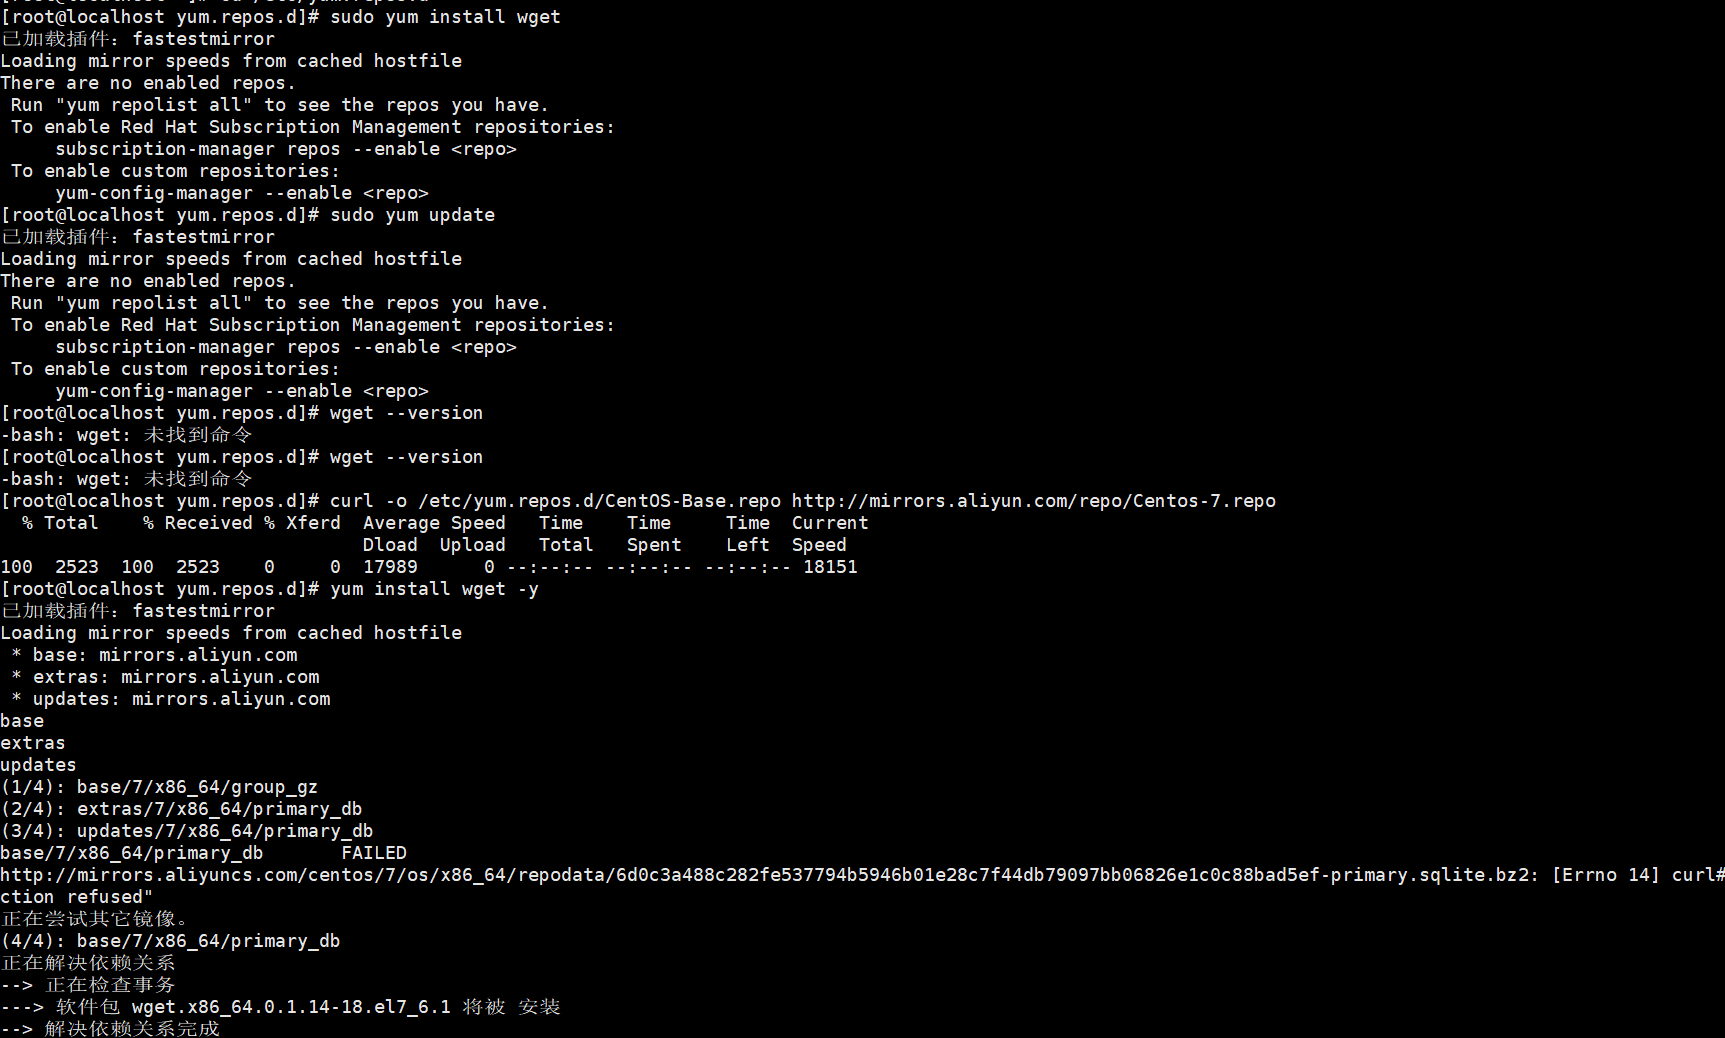 [root@localhost yum.repos.d]# sudo yum install wget
已加载插件：fastestmirror
Loading mirror speeds from cached hostfile
There are no enabled repos.
 Run "yum repolist all" to see the repos you have.
 To enable Red Hat Subscription Management repositories:
     subscription-manager repos --enable <repo>
 To enable custom repositories:
     yum-config-manager --enable <repo>
[root@localhost yum.repos.d]# sudo yum update
已加载插件：fastestmirror
Loading mirror speeds from cached hostfile
There are no enabled repos.
 Run "yum repolist all" to see the repos you have.
 To enable Red Hat Subscription Management repositories:
     subscription-manager repos --enable <repo>
 To enable custom repositories:
     yum-config-manager --enable <repo>
[root@localhost yum.repos.d]# wget --version
-bash: wget: 未找到命令
[root@localhost yum.repos.d]# wget --version
-bash: wget: 未找到命令
[root@localhost yum.repos.d]# curl -o /etc/yum.repos.d/CentOS-Base.repo http://mirrors.aliyun.com/repo/Centos-7.repo
  % Total    % Received % Xferd  Average Speed   Time    Time     Time  Current
                                 Dload  Upload   Total   Spent    Left  Speed
100  2523  100  2523    0     0  17989      0 --:--:-- --:--:-- --:--:-- 18151
[root@localhost yum.repos.d]# yum install wget -y
已加载插件：fastestmirror
Loading mirror speeds from cached hostfile
 * base: mirrors.aliyun.com
 * extras: mirrors.aliyun.com
 * updates: mirrors.aliyun.com
base
extras
updates
(1/4): base/7/x86_64/group_gz
(2/4): extras/7/x86_64/primary_db
(3/4): updates/7/x86_64/primary_db
base/7/x86_64/primary_db       FAILED
http://mirrors.aliyuncs.com/centos/7/os/x86_64/repodata/6d0c3a488c282fe537794b5946b01e28c7f44db79097bb06826e1c0c88bad5ef-primary.sqlite.bz2: [Errno 14] curl#
ction refused"
正在尝试其它镜像。
(4/4): base/7/x86_64/primary_db
正在解决依赖关系
--> 正在检查事务
---> 软件包 wget.x86_64.0.1.14-18.el7_6.1 将被 安装
--> 解决依赖关系完成